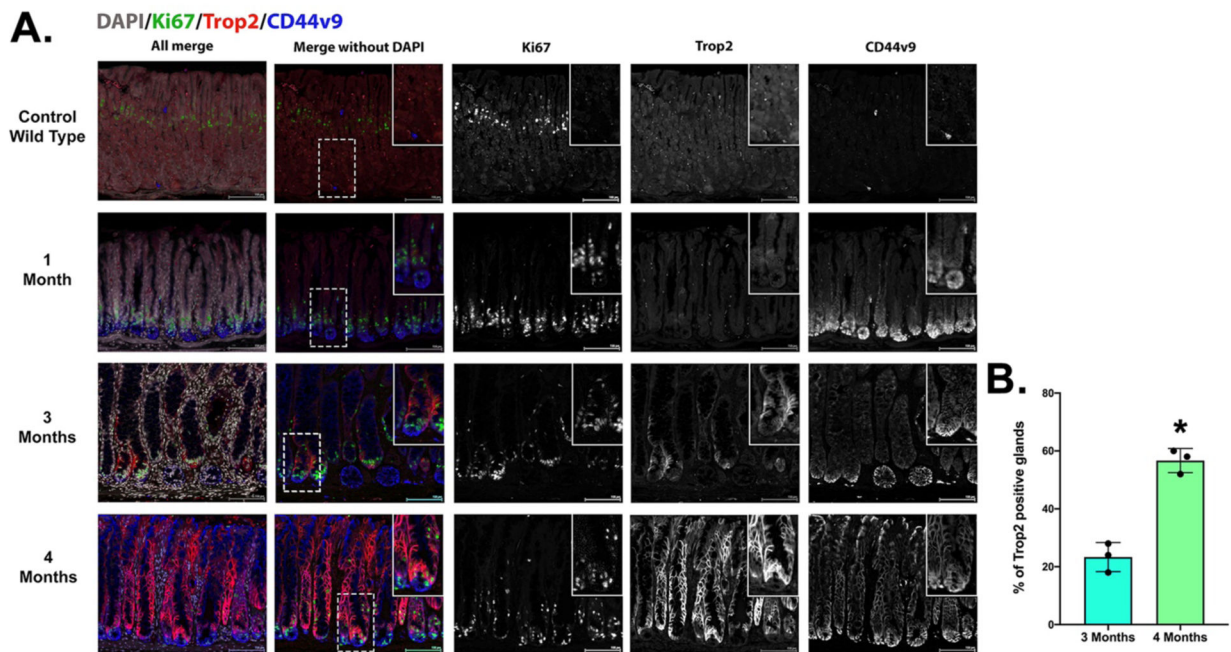 A.
DAPI/Ki67/Trop2/CD44v9
All merge
Merge without DAPI
Ki67
Trop2
CD44v9
Control
Wild Type
1
Month
3
Months
4
Months
B.
% of Trop2 positive glands
80
60
40
20
0
*
3 Months
4 Months